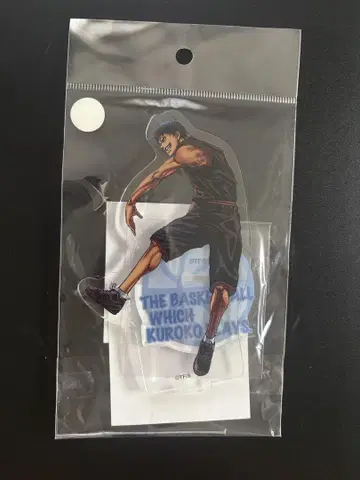 THE BASKETBALL
WHICH
KUROKO PLAYS!